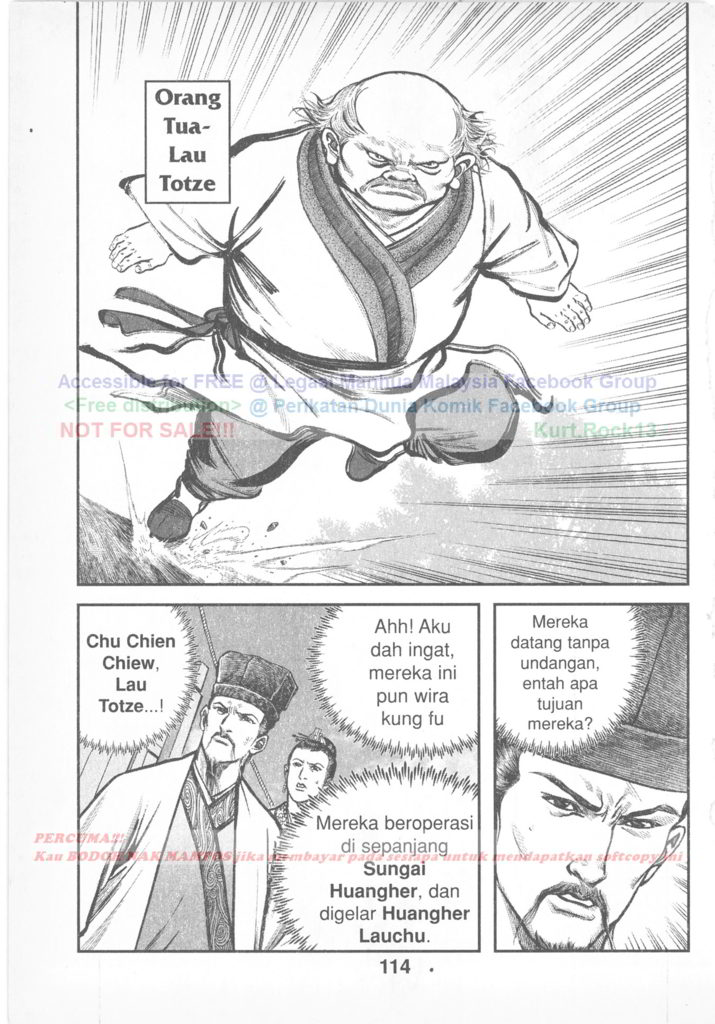 Orang
Tua-
Lau
Totze
Accessible for FREE @ Legasi Manhua Malaysia Facebook Group
<Free distribution> @ Perikatan Dunia Komik Facebook Group
NOT FOR SALE!!!
Kurt.Rock13
Chu Chien
Chiew,
Lau
Totze...!
Ahh! Aku
dah ingat,
mereka ini
pun wira
kung fu
Mereka beroperasi
di sepanjang
Sungai
Huangher, dan
digelar Huangher
Lauchu.
Mereka
datang tanpa
undangan,
entah apa
tujuan
mereka?
PERCUMA!!!
Kau BODOH NAK MAMPOS jika membayar pada sesiapa untuk mendapatkan softcopy ini
114